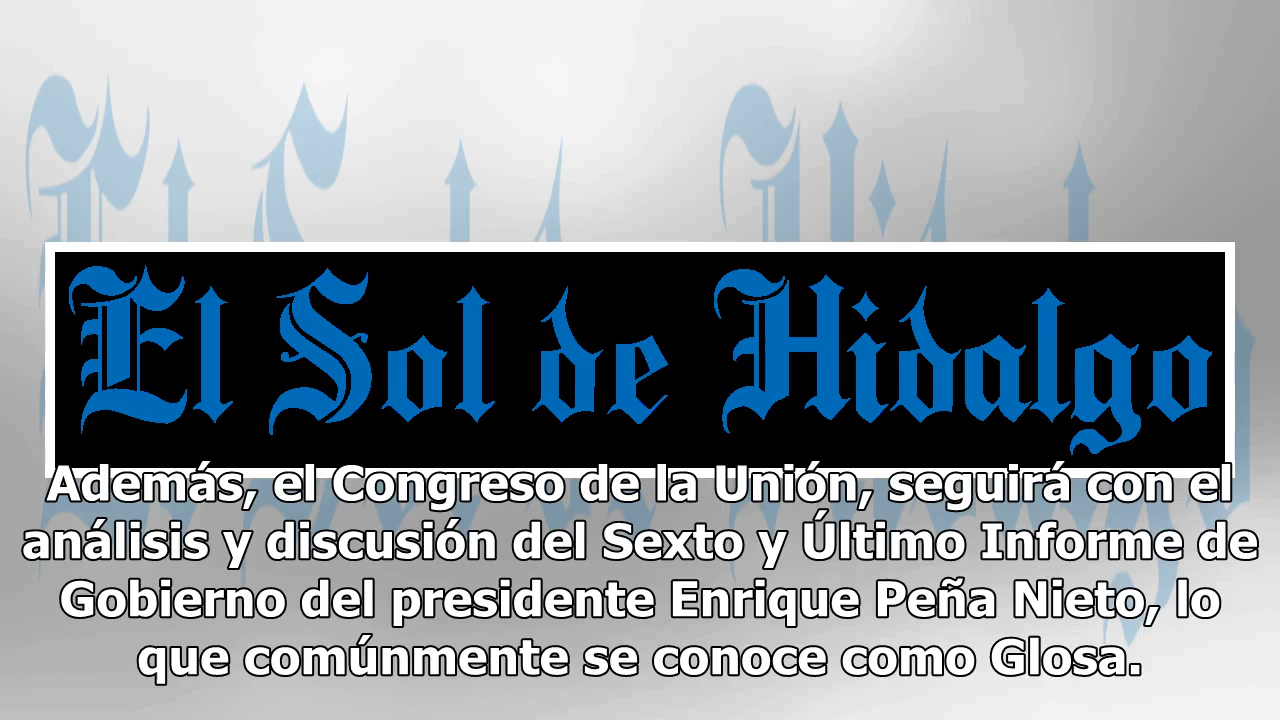 El Sol de Hidalgo
Además, el Congreso de la Unión, seguirá con el
análisis y discusión del Sexto y Último Informe de
Gobierno del presidente Enrique Peña Nieto, lo
que comúnmente se conoce como Glosa.